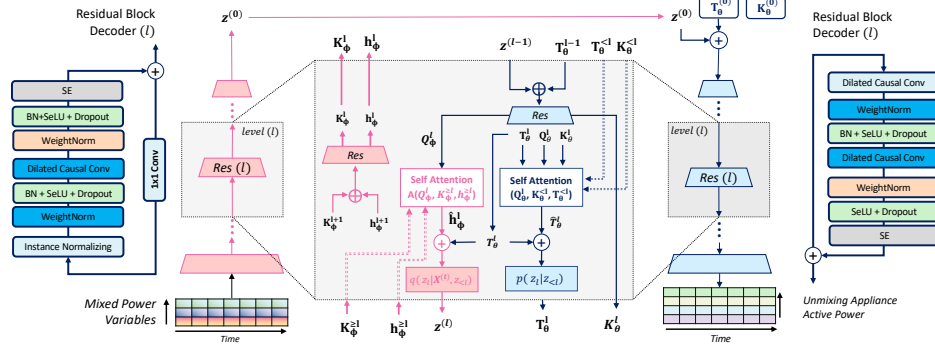 Residual Block
Decoder (l)
SE
BN+SeLU + Dropout
WeightNorm
Dilated Causal Conv
BN + SeLU + Dropout
WeightNorm
Instance Normalizing
1x1 Conv
Mixed Power
Variables
Time
z^(0)
level (l)
Res (l)
K_ϕ^l
h_ϕ^l
K_ϕ^l
h_ϕ^l
Res
K_ϕ^{l+1}
h_ϕ^{l+1}
K_ϕ^{≥l}
h_ϕ^{≥l}
z^(l-1)
T_θ^{l-1}
T_θ^{<l}
K_θ^{<l}
Res
Q_ϕ^l
T_θ^l
Q_θ^l
K_θ^l
Self Attention
A(Q_ϕ^l, K_ϕ^{≥l}, h_ϕ^{≥l})
Self Attention
(Q_θ^l, K_θ^{<l}, T_θ^{<l})
ĥ_ϕ^l
T_θ^l
T̂_θ^l
q( z_l|X^(t), z_{<l})
p( z_l|z_{<l})
z^(l)
T_θ^l
K_θ^l
z^(0)
T_θ^(0)
K_θ^(0)
level (l)
Res (l)
Time
Unmixing Appliance
Active Power
Residual Block
Decoder (l)
Dilated Causal Conv
WeightNorm
BN + SeLU + Dropout
Dilated Causal Conv
WeightNorm
SeLU + Dropout
SE